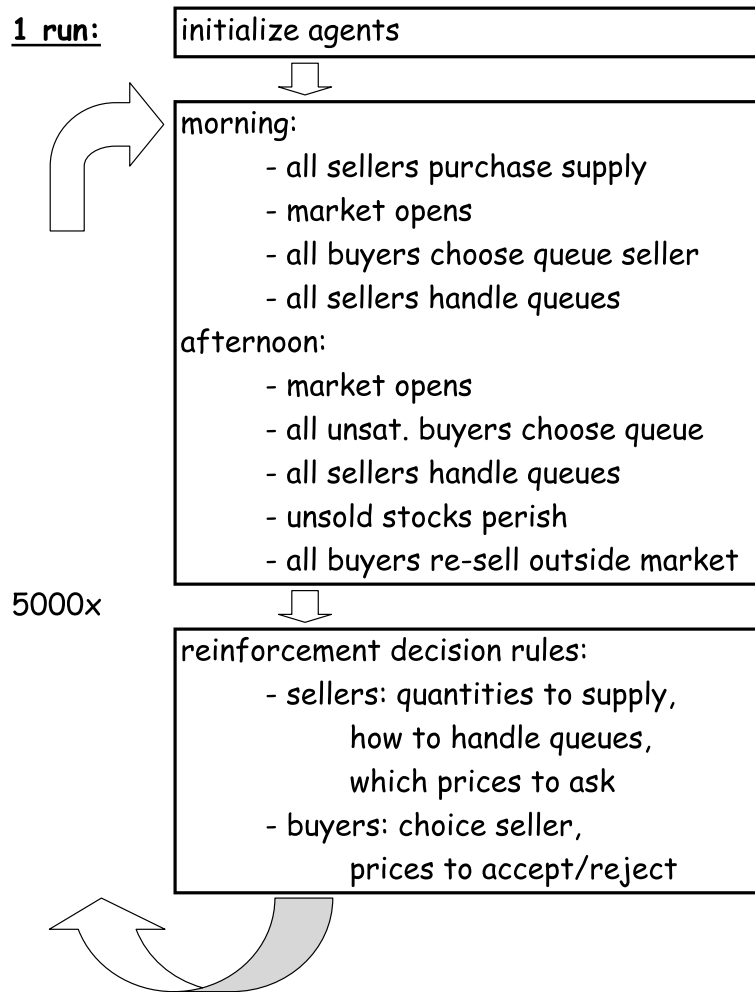 1 run:
initialize agents
morning:
- all sellers purchase supply
- market opens
- all buyers choose queue seller
- all sellers handle queues
afternoon:
- market opens
- all unsat. buyers choose queue
- all sellers handle queues
- unsold stocks perish
- all buyers re-sell outside market
5000x
reinforcement decision rules:
- sellers: quantities to supply,
how to handle queues,
which prices to ask
- buyers: choice seller,
prices to accept/reject